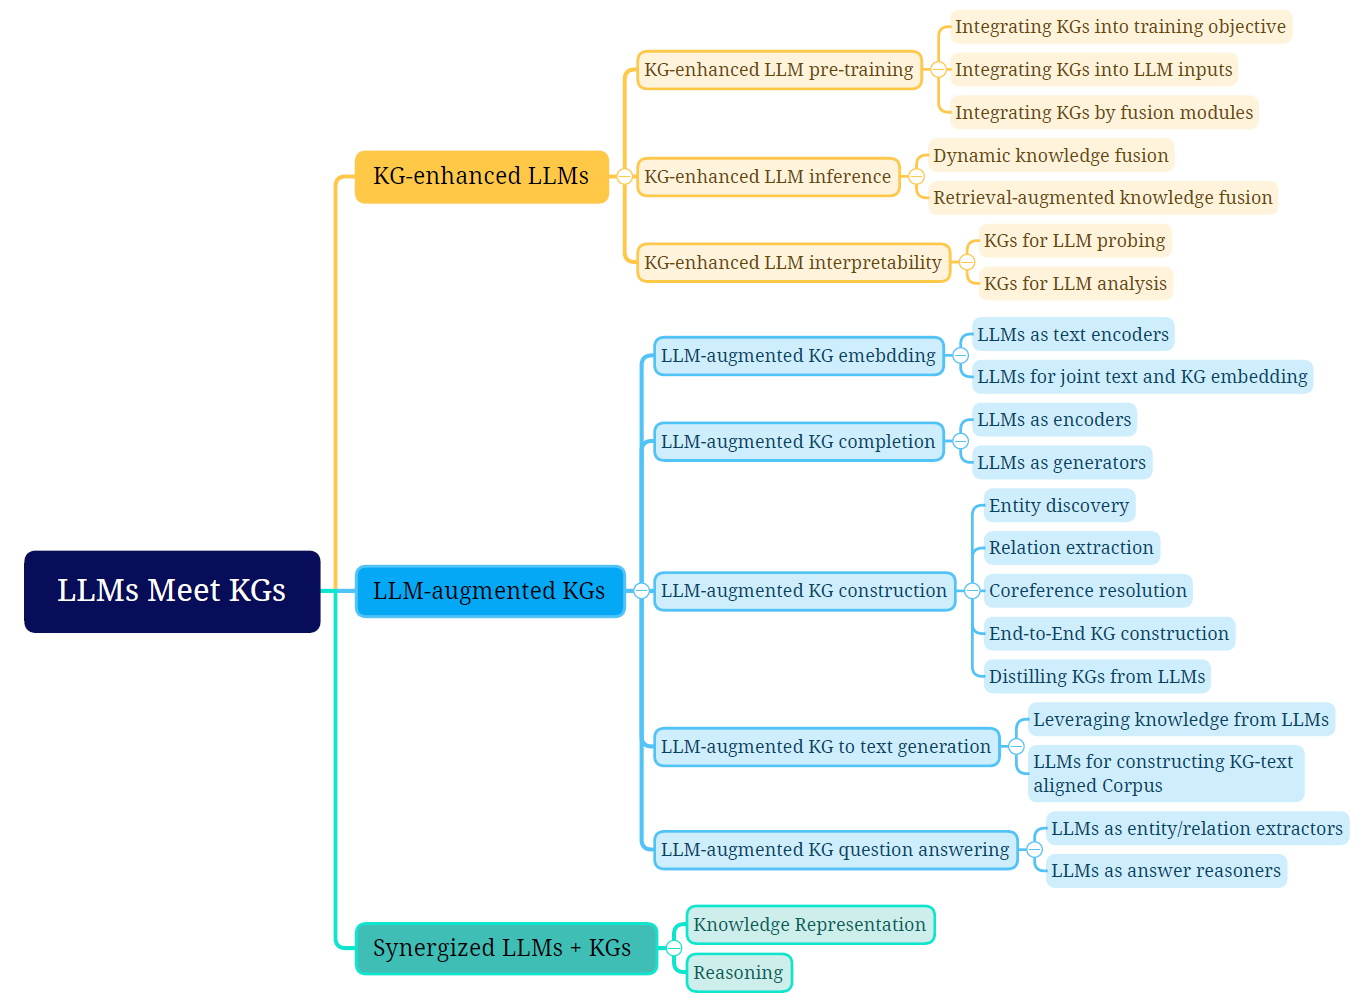 LLMs Meet KGs
KG-enhanced LLMs
KG-enhanced LLM pre-training
Integrating KGs into training objective
Integrating KGs into LLM inputs
Integrating KGs by fusion modules
KG-enhanced LLM inference
Dynamic knowledge fusion
Retrieval-augmented knowledge fusion
KG-enhanced LLM interpretability
KGs for LLM probing
KGs for LLM analysis
LLM-augmented KGs
LLM-augmented KG emebdding
LLMs as text encoders
LLMs for joint text and KG embedding
LLM-augmented KG completion
LLMs as encoders
LLMs as generators
LLM-augmented KG construction
Entity discovery
Relation extraction
Coreference resolution
End-to-End KG construction
Distilling KGs from LLMs
LLM-augmented KG to text generation
Leveraging knowledge from LLMs
LLMs for constructing KG-text
aligned Corpus
LLM-augmented KG question answering
LLMs as entity/relation extractors
LLMs as answer reasoners
Synergized LLMs + KGs
Knowledge Representation
Reasoning